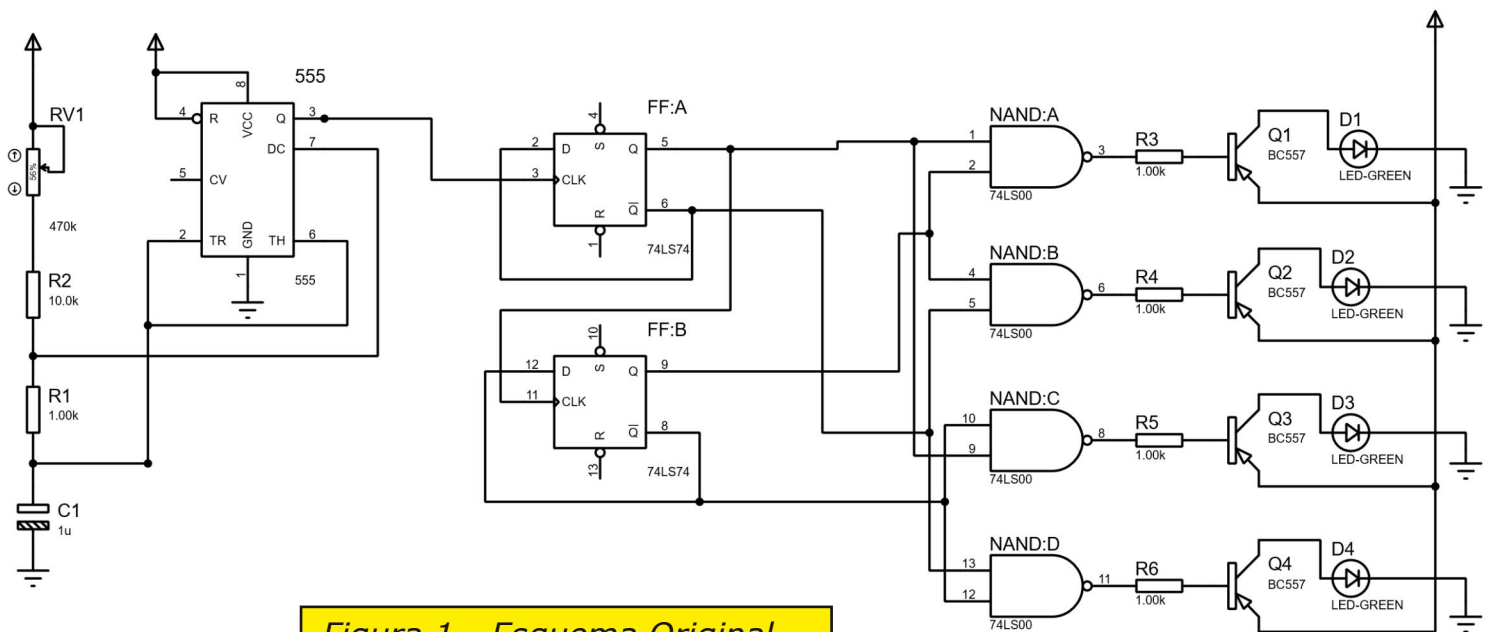 RV1
56%
470k
R2
10.0k
R1
1.00k
C1
1u
555
4
R
VCC
8
Q
3
DC
7
5
CV
2
TR
GND
1
TH
6
555
FF:A
4
S
2
D
Q
5
3
CLK
R
Q
6
1
74LS74
FF:B
10
S
12
D
Q
9
11
CLK
R
Q
8
13
74LS74
NAND:A
1
2
3
74LS00
R3
1.00k
Q1
BC557
D1
LED-GREEN
NAND:B
4
5
6
74LS00
R4
1.00k
Q2
BC557
D2
LED-GREEN
NAND:C
10
9
8
74LS00
R5
1.00k
Q3
BC557
D3
LED-GREEN
NAND:D
13
12
11
74LS00
R6
1.00k
Q4
BC557
D4
LED-GREEN
Figura 1 - Esquema Original